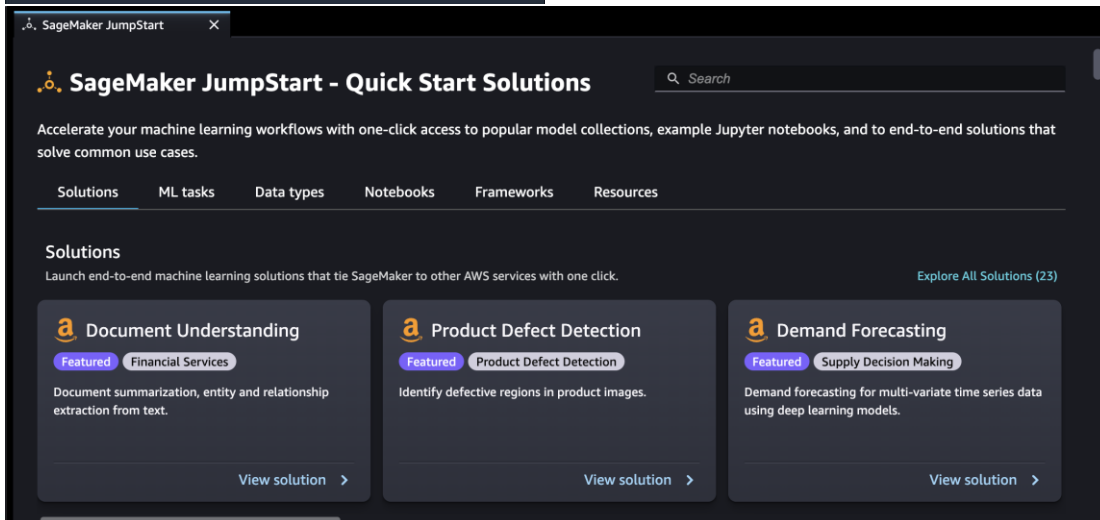 SageMaker JumpStart
SageMaker JumpStart - Quick Start Solutions
Search
Accelerate your machine learning workflows with one-click access to popular model collections, example Jupyter notebooks, and to end-to-end solutions that
solve common use cases.
Solutions ML tasks Data types Notebooks Frameworks Resources
Solutions
Launch end-to-end machine learning solutions that tie SageMaker to other AWS services with one click.
Explore All Solutions (23)
Document Understanding
Featured Financial Services
Document summarization, entity and relationship
extraction from text.
View solution
Product Defect Detection
Featured Product Defect Detection
Identify defective regions in product images.
View solution
Demand Forecasting
Featured Supply Decision Making
Demand forecasting for multi-variate time series data
using deep learning models.
View solution